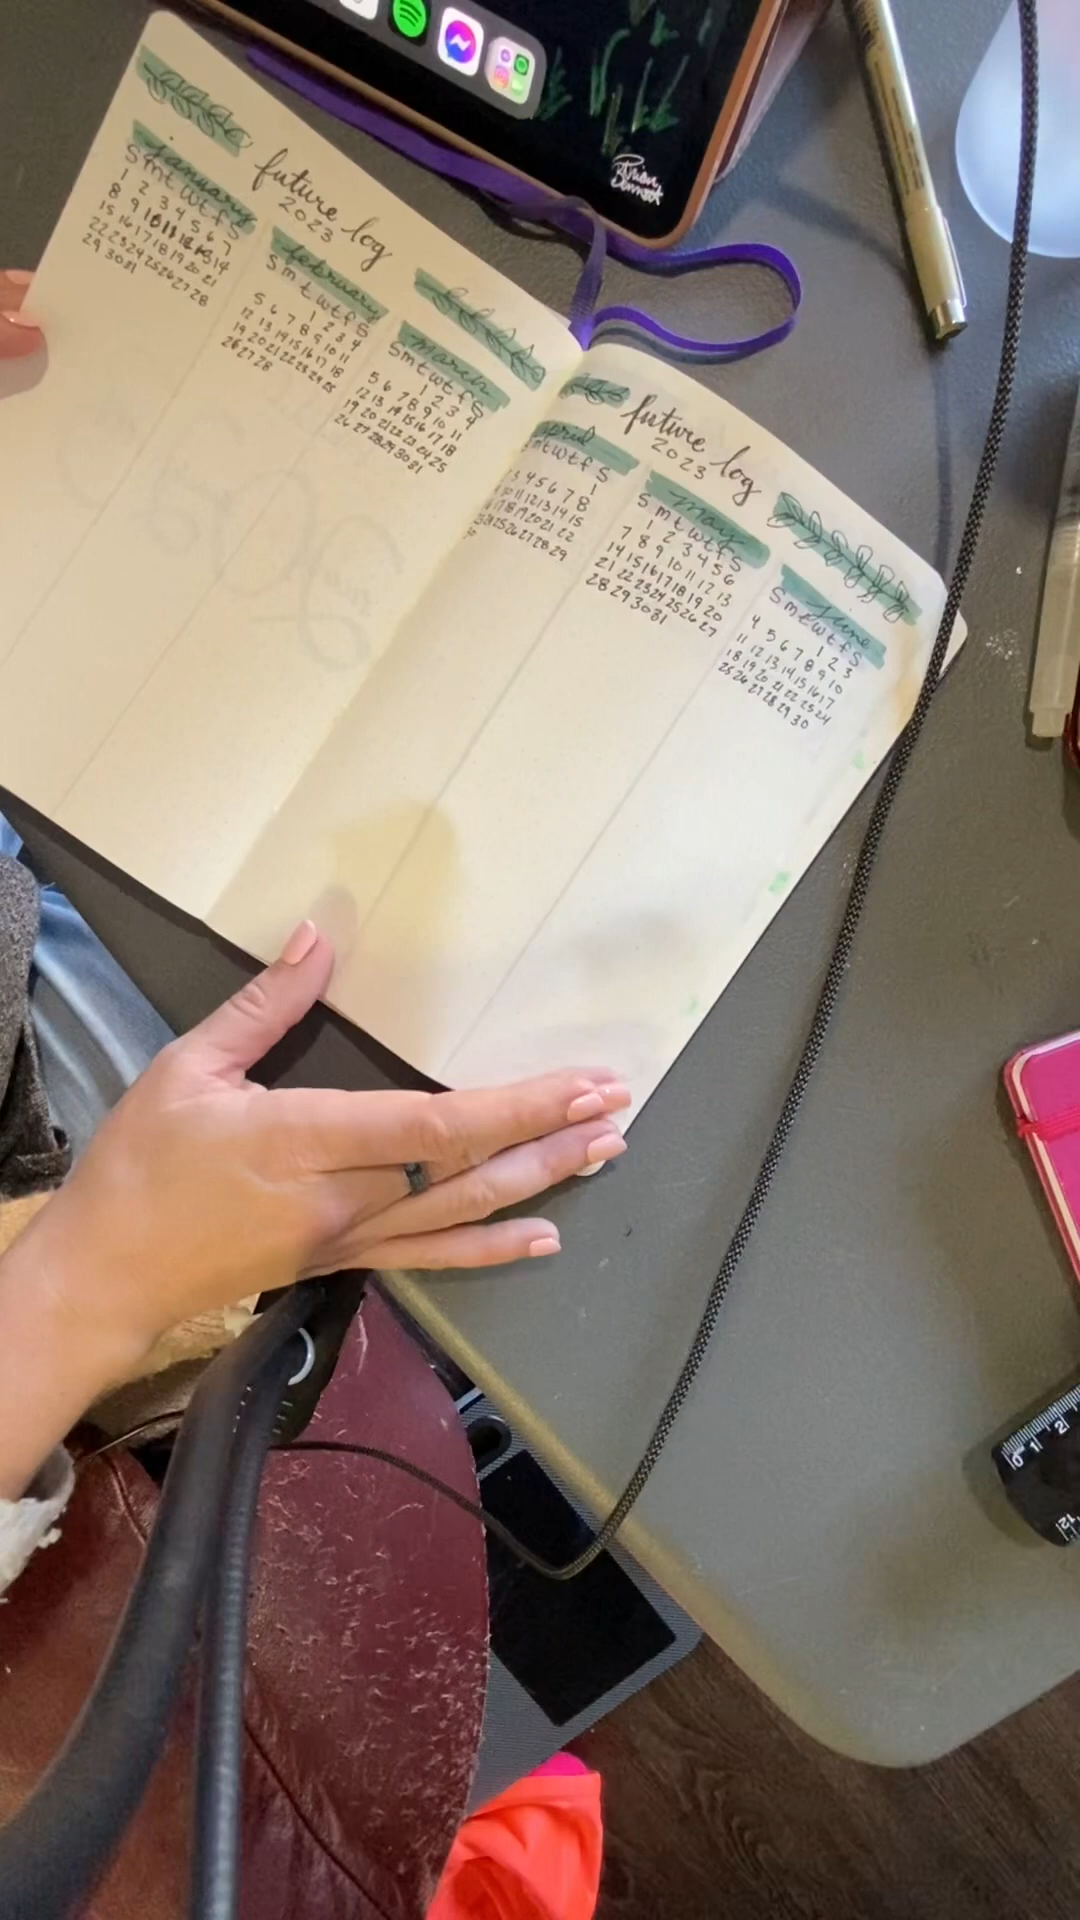 future log
2023
january
S m t w t f S
1 2 3 4 5 6 7
8 9 10 11 12 13 14
15 16 17 18 19 20 21
22 23 24 25 26 27 28
29 30 31
february
S m t w t f S
1 2 3 4
5 6 7 8 9 10 11
12 13 14 15 16 17 18
19 20 21 22 23 24 25
26 27 28
march
S m t w t f S
1 2 3 4
5 6 7 8 9 10 11
12 13 14 15 16 17 18
19 20 21 22 23 24 25
26 27 28 29 30 31
future log
2023
april
m t w t f S
1
3 4 5 6 7 8
10 11 12 13 14 15
17 18 19 20 21 22
24 25 26 27 28 29
30
may
S m t w t f S
1 2 3 4 5 6
7 8 9 10 11 12 13
14 15 16 17 18 19 20
21 22 23 24 25 26 27
28 29 30 31
june
S m t w t f S
1 2 3
4 5 6 7 8 9 10
11 12 13 14 15 16 17
18 19 20 21 22 23 24
25 26 27 28 29 30
0 1 2
12